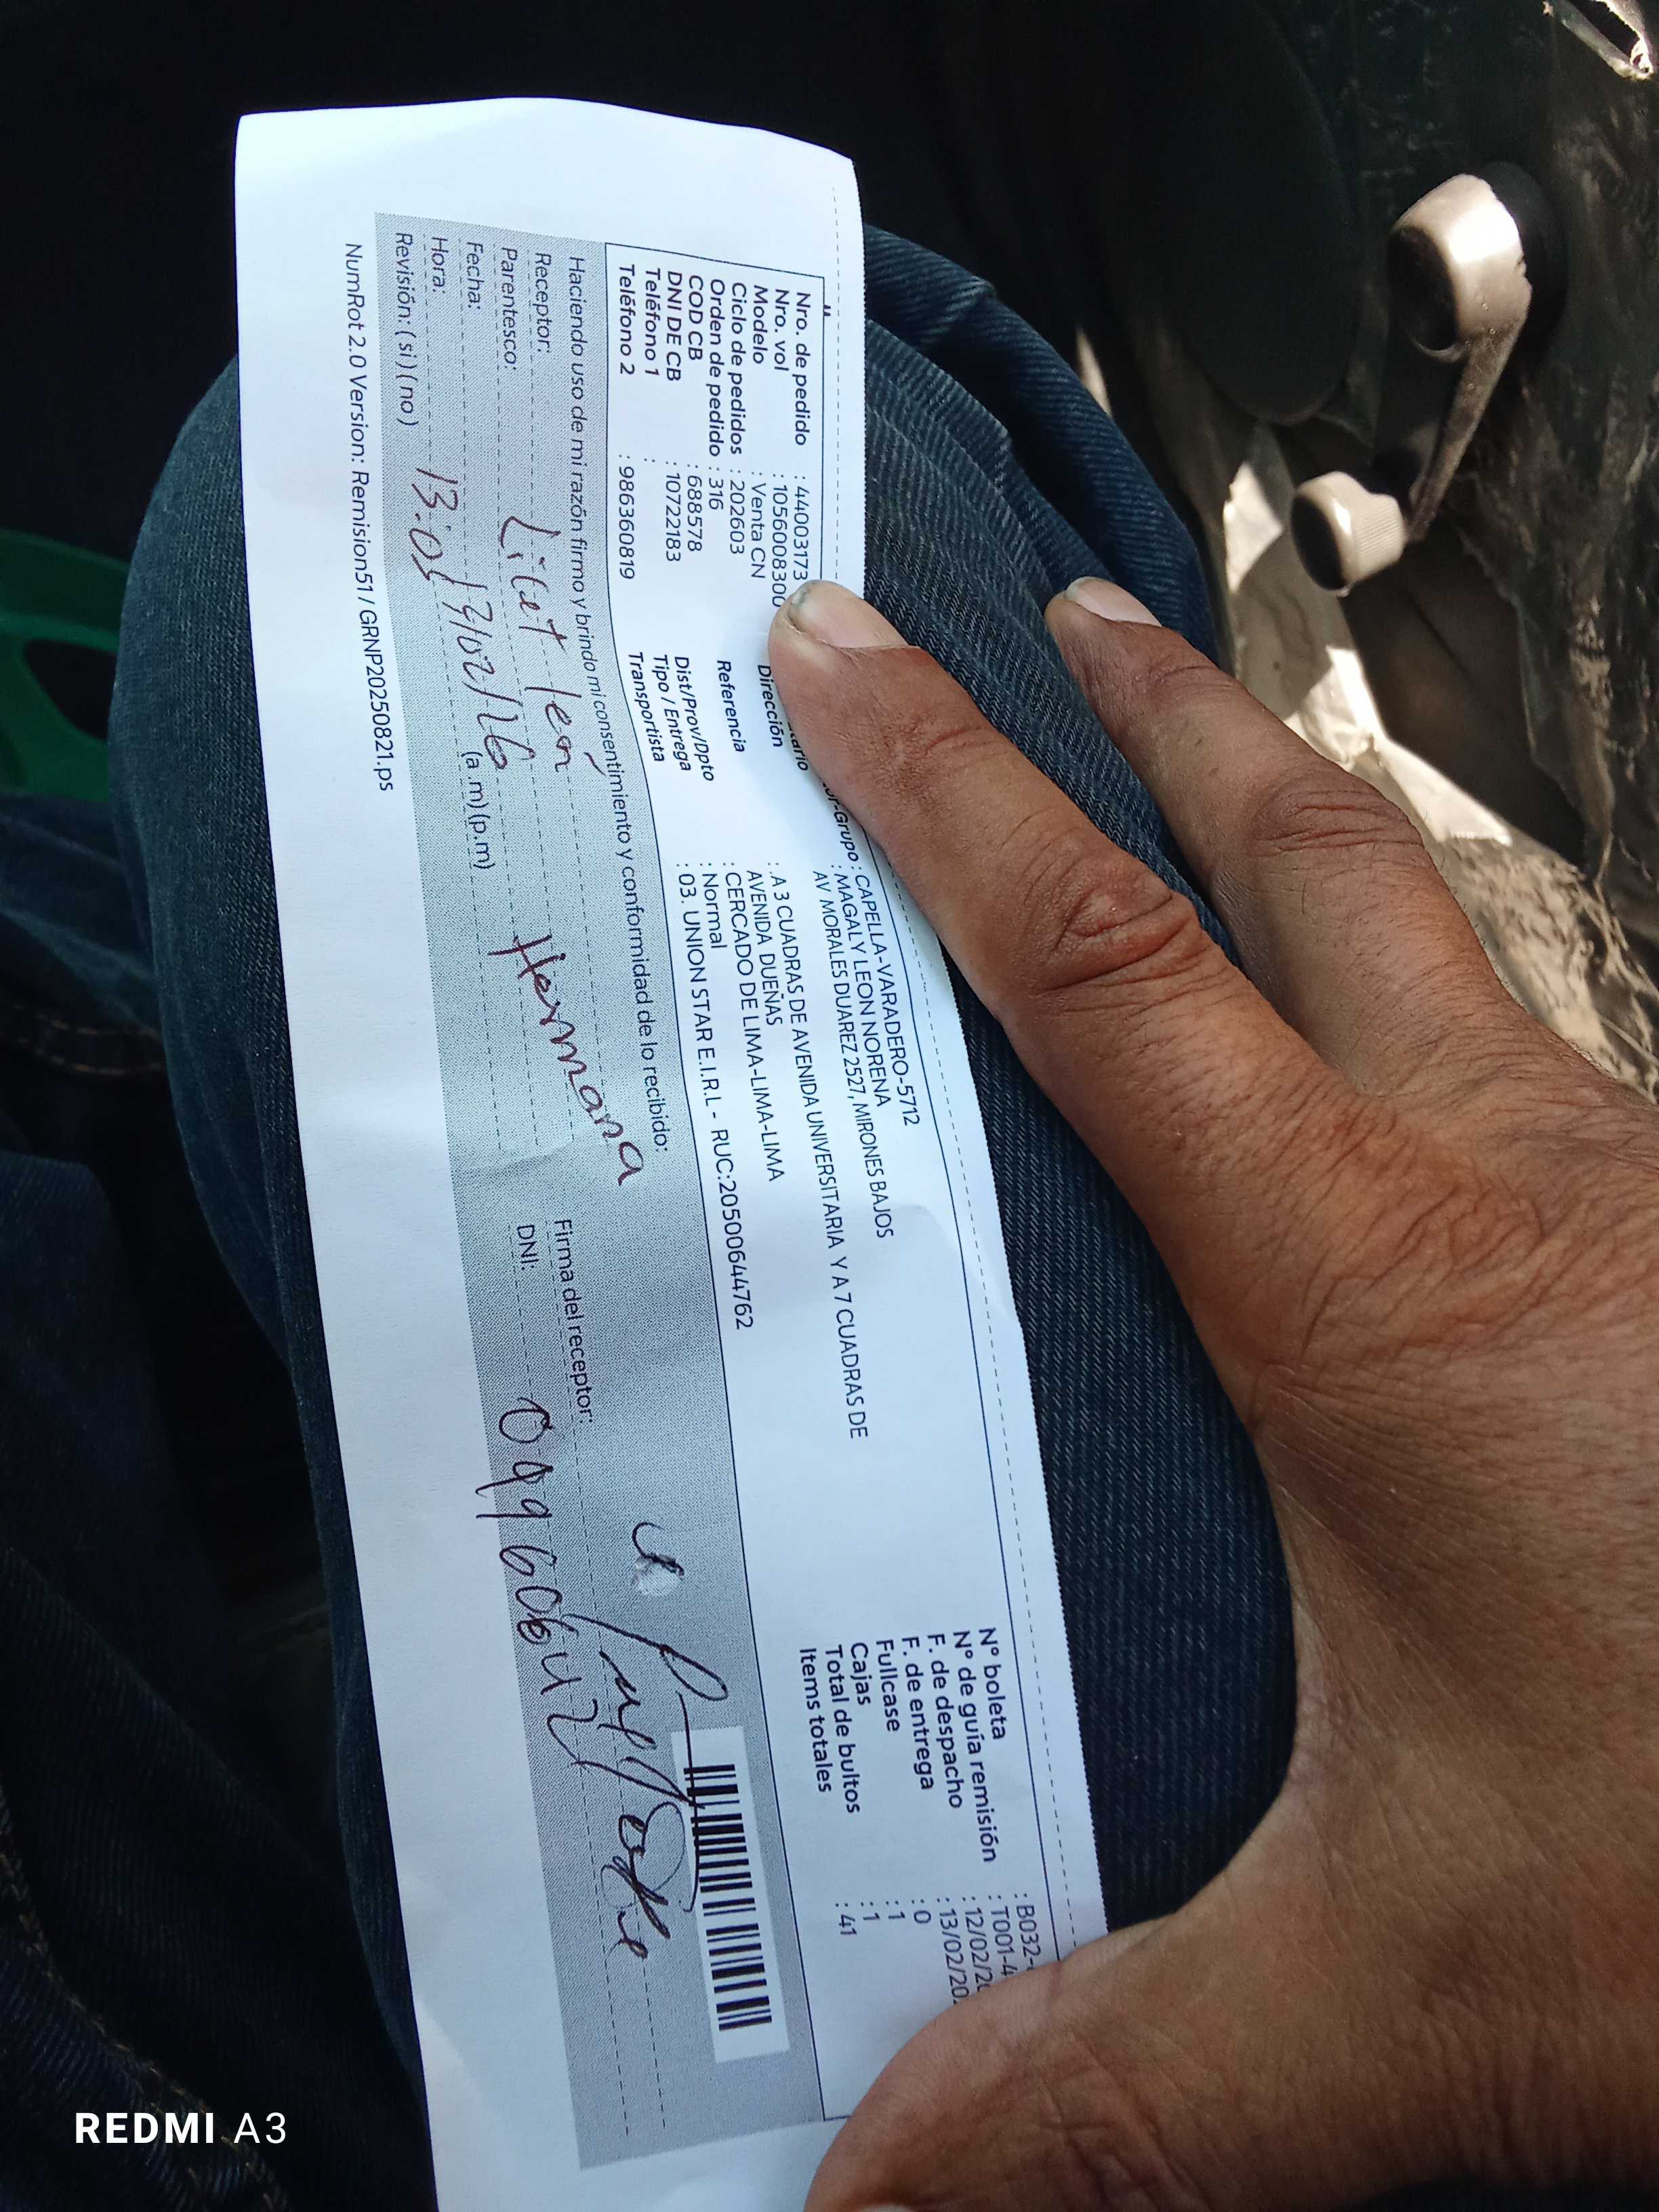 Nro. de pedido : 44003173
Nro. vol : 1056008300
Modelo : Venta CN
Ciclo de pedidos : 202603
Orden de pedido : 316
COD CB : 688578
DNI DE CB : 10722183
Teléfono 1 :
Teléfono 2 : 986360819
-Grupo : CAPELLA-VARADERO-5712
: MAGALY LEON NORENA
Dirección
AV MORALES DUAREZ 2527, MIRONES BAJOS
Referencia : A 3 CUADRAS DE AVENIDA UNIVERSITARIA Y A 7 CUADRAS DE
AVENIDA DUEÑAS
Dist/Prov/Dpto : CERCADO DE LIMA-LIMA-LIMA
Tipo / Entrega : Normal
Transportista : 03. UNION STAR E.I.R.L - RUC:20500644762
N° boleta : B032-
N° de guía remisión : T001-4
F. de despacho : 12/02/20
F. de entrega : 13/02/20
Fullcase : 0
Cajas : 1
Total de bultos : 1
Items totales : 41
Haciendo uso de mi razón firmo y brindo mi consentimiento y conformidad de lo recibido:
Receptor: Licet león
Parentesco: Hermana
Fecha: /02/26
Hora: 13:01 (a.m)(p.m)
Revisión: (si)(no)
Firma del receptor:
DNI: 09960642
NumRot 2.0 Version: Remision51 / GRNP20250821.ps
REDMI A3